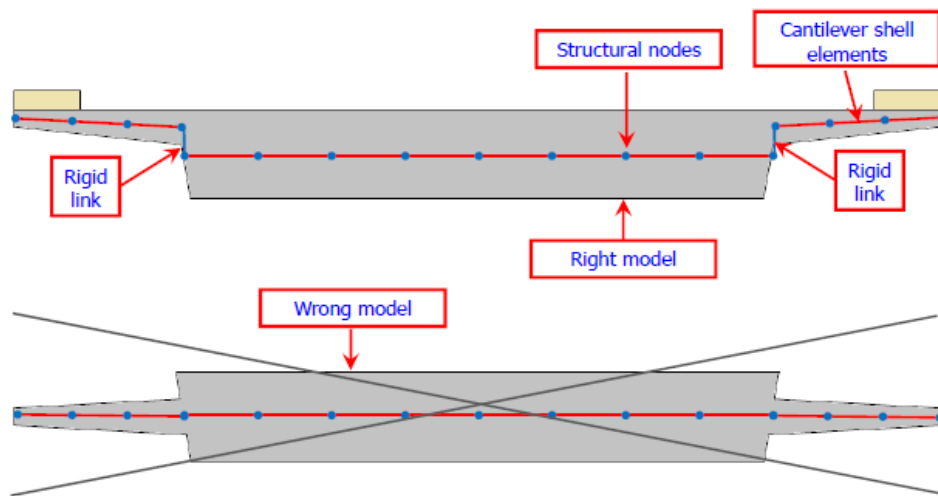 Structural nodes
Cantilever shell
elements
Rigid
link
Rigid
link
Right model
Wrong model